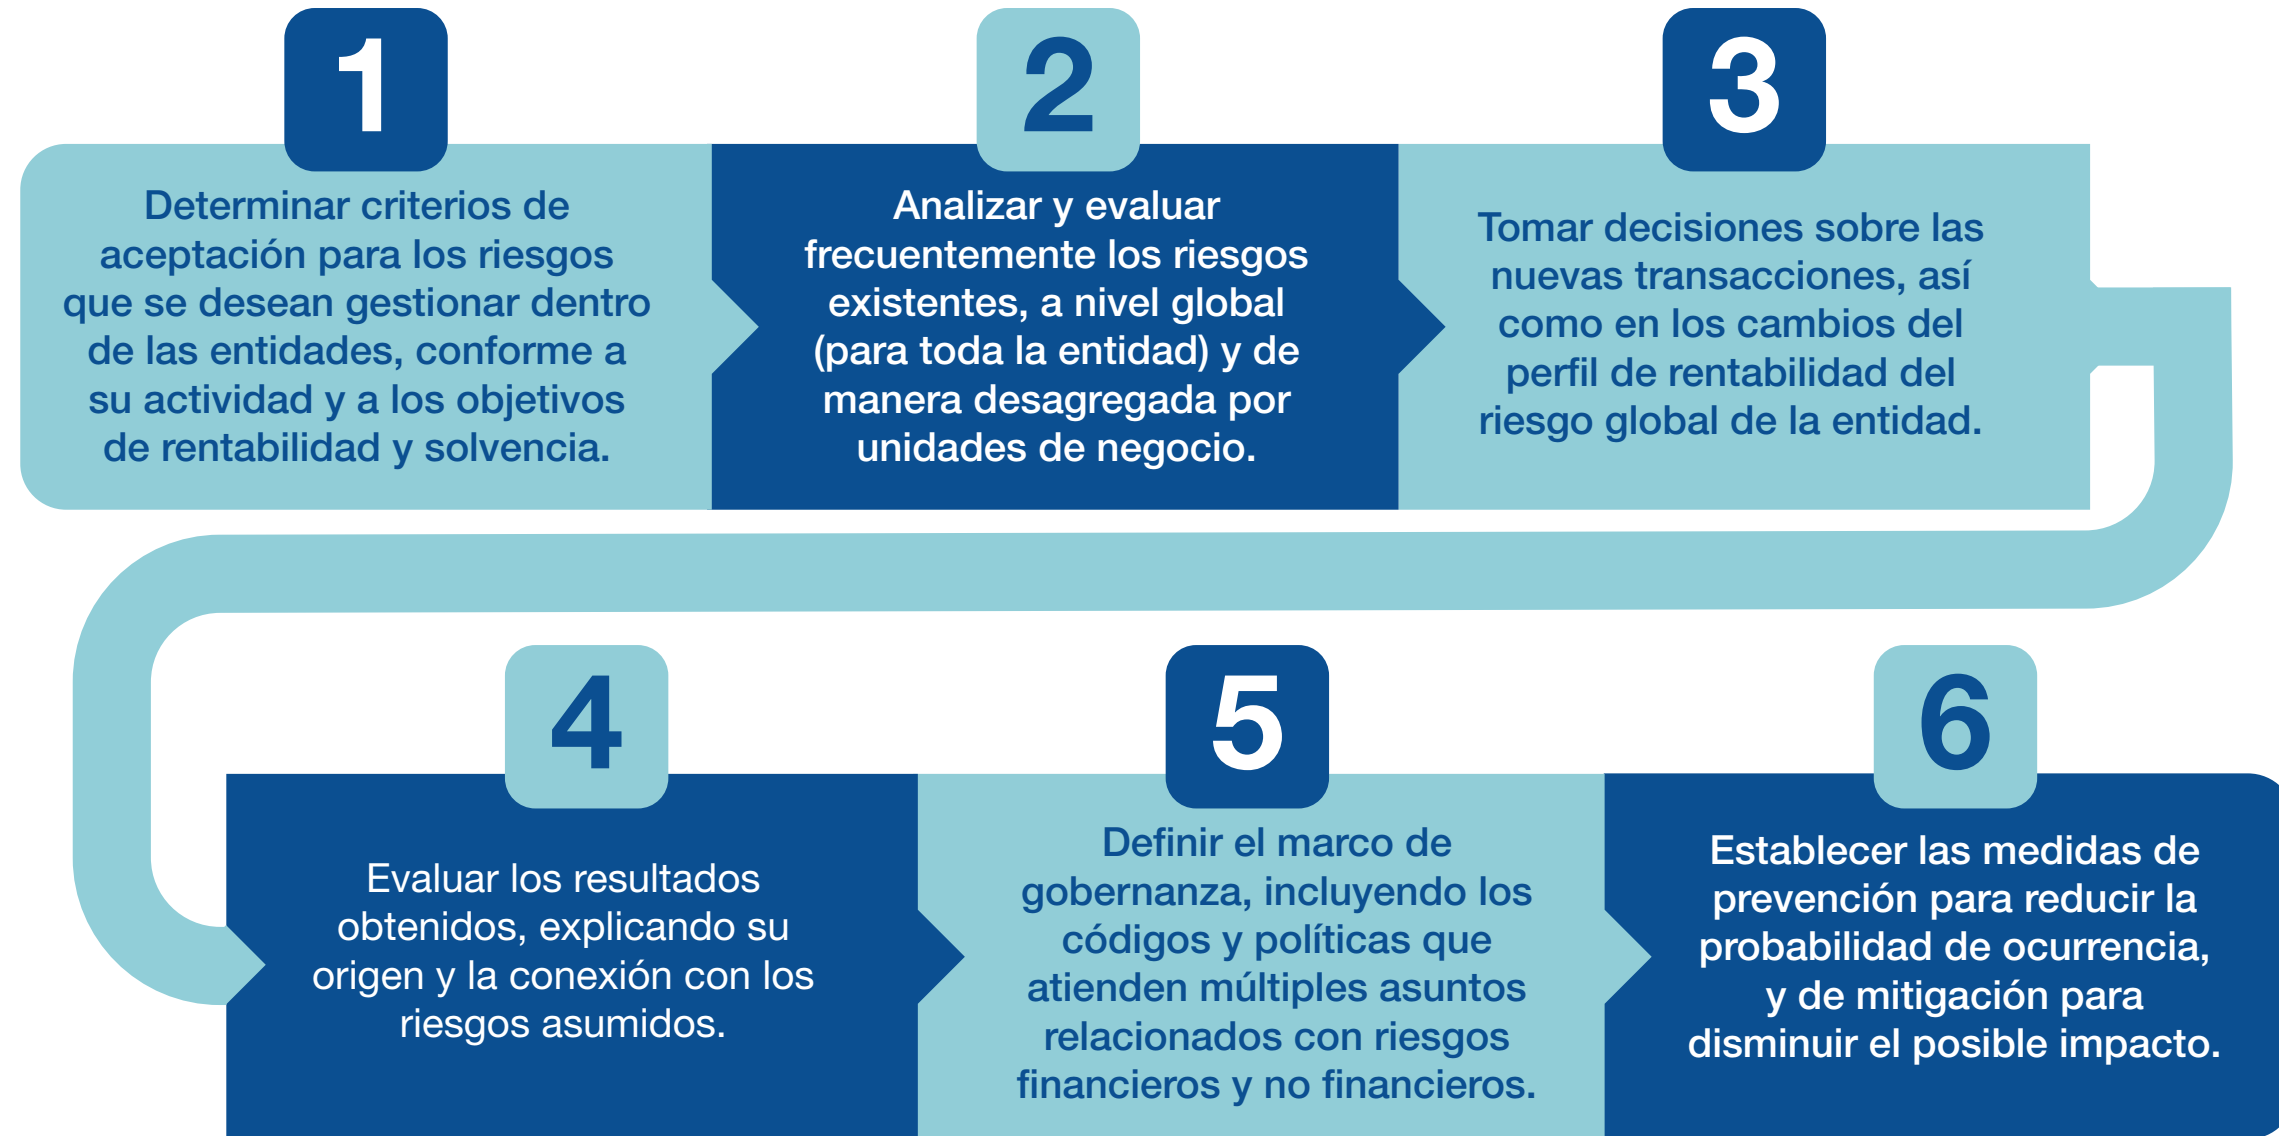 1
Determinar criterios de
aceptación para los riesgos
que se desean gestionar dentro
de las entidades, conforme a
su actividad y a los objetivos
de rentabilidad y solvencia.
2
Analizar y evaluar
frecuentemente los riesgos
existentes, a nivel global
(para toda la entidad) y de
manera desagregada por
unidades de negocio.
3
Tomar decisiones sobre las
nuevas transacciones, así
como en los cambios del
perfil de rentabilidad del
riesgo global de la entidad.
4
Evaluar los resultados
obtenidos, explicando su
origen y la conexión con los
riesgos asumidos.
5
Definir el marco de
gobernanza, incluyendo los
códigos y políticas que
atienden múltiples asuntos
relacionados con riesgos
financieros y no financieros.
6
Establecer las medidas de
prevención para reducir la
probabilidad de ocurrencia,
y de mitigación para
disminuir el posible impacto.